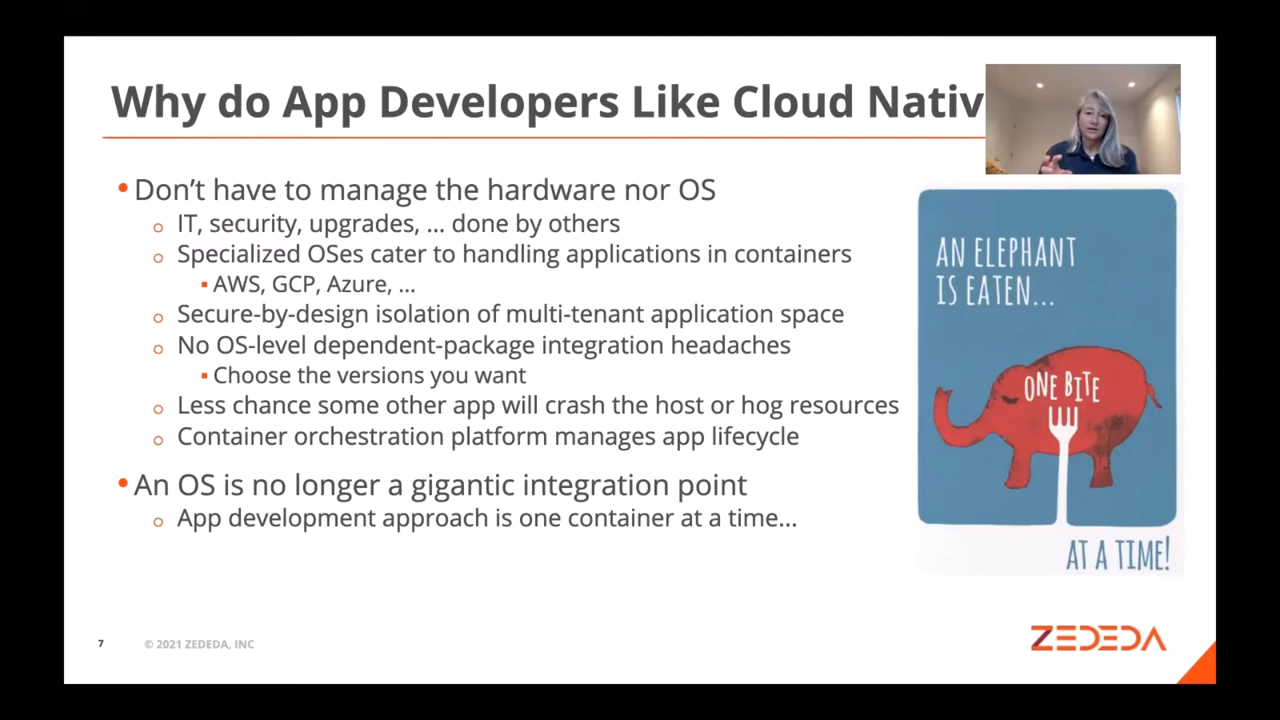 Why do App Developers Like Cloud Nativ
• Don't have to manage the hardware nor OS
o IT, security, upgrades, ... done by others
o Specialized OSes cater to handling applications in containers
▪ AWS, GCP, Azure, ...
o Secure-by-design isolation of multi-tenant application space
o No OS-level dependent-package integration headaches
▪ Choose the versions you want
o Less chance some other app will crash the host or hog resources
o Container orchestration platform manages app lifecycle
• An OS is no longer a gigantic integration point
o App development approach is one container at a time...
AN ELEPHANT
IS EATEN...
ONE BITE
AT A TIME!
7 © 2021 ZEDEDA, INC
ZEDEDA